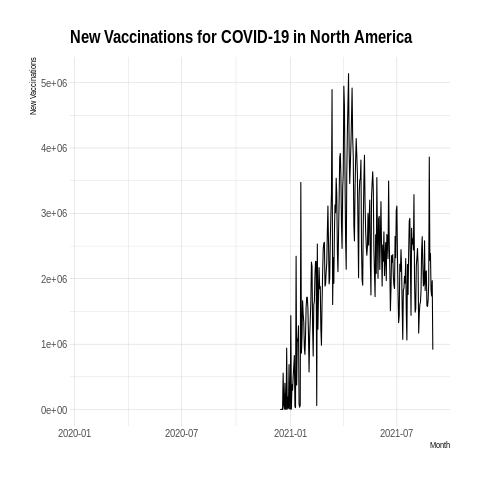 New Vaccinations for COVID-19 in North America
New Vaccinations
5e+06
4e+06
3e+06
2e+06
1e+06
0e+00
2020-01 2020-07 2021-01 2021-07
Month